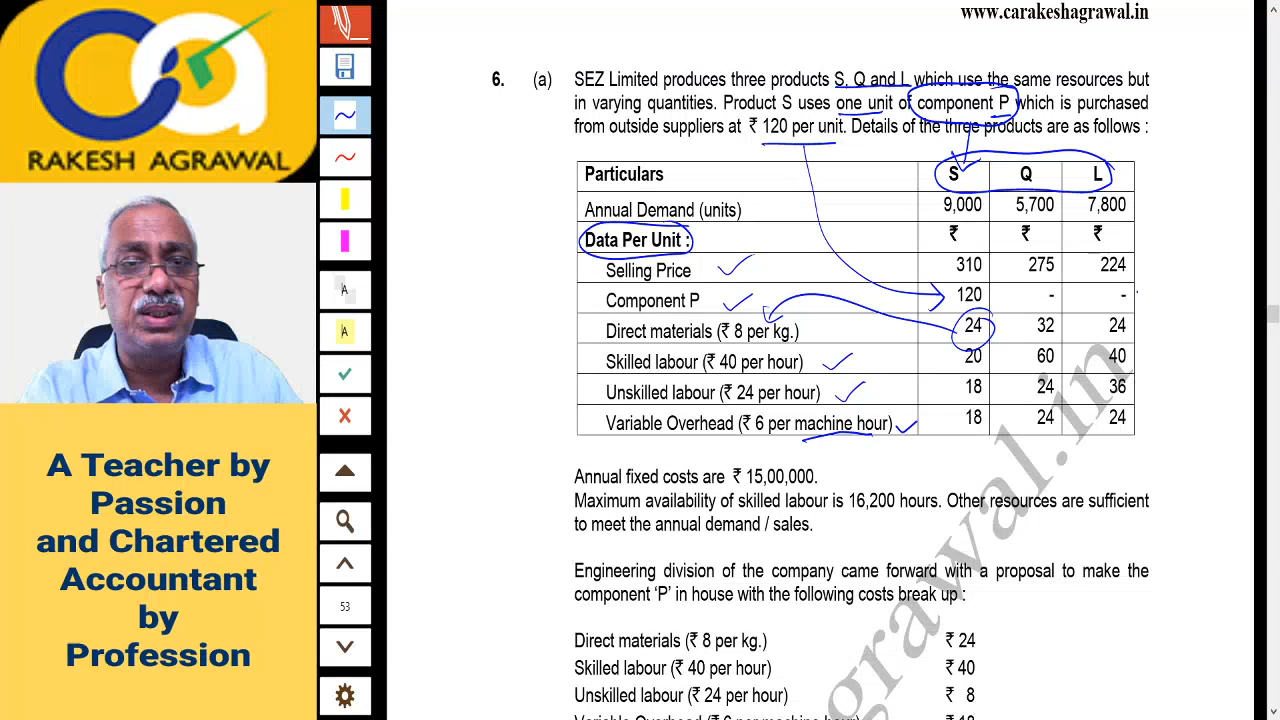 www.carakeshagrawal.in
RAKESH AGRAWAL
A Teacher by
Passion
and Chartered
Accountant
by
Profession
A
A
53
6. (a) SEZ Limited produces three products S, Q and L which use the same resources but
in varying quantities. Product S uses one unit of component P which is purchased
from outside suppliers at ₹ 120 per unit. Details of the three products are as follows :
Particulars S Q L
Annual Demand (units) 9,000 5,700 7,800
Data Per Unit : ₹ ₹ ₹
Selling Price 310 275 224
Component P 120 - -
Direct materials (₹ 8 per kg.) 24 32 24
Skilled labour (₹ 40 per hour) 20 60 40
Unskilled labour (₹ 24 per hour) 18 24 36
Variable Overhead (₹ 6 per machine hour) 18 24 24
Annual fixed costs are ₹ 15,00,000.
Maximum availability of skilled labour is 16,200 hours. Other resources are sufficient
to meet the annual demand / sales.
Engineering division of the company came forward with a proposal to make the
component ‘P’ in house with the following costs break up :
Direct materials (₹ 8 per kg.) ₹ 24
Skilled labour (₹ 40 per hour) ₹ 40
Unskilled labour (₹ 24 per hour) ₹ 8
Variable Overhead (₹ 6 per machine hour) ₹ 18
agrawal.in